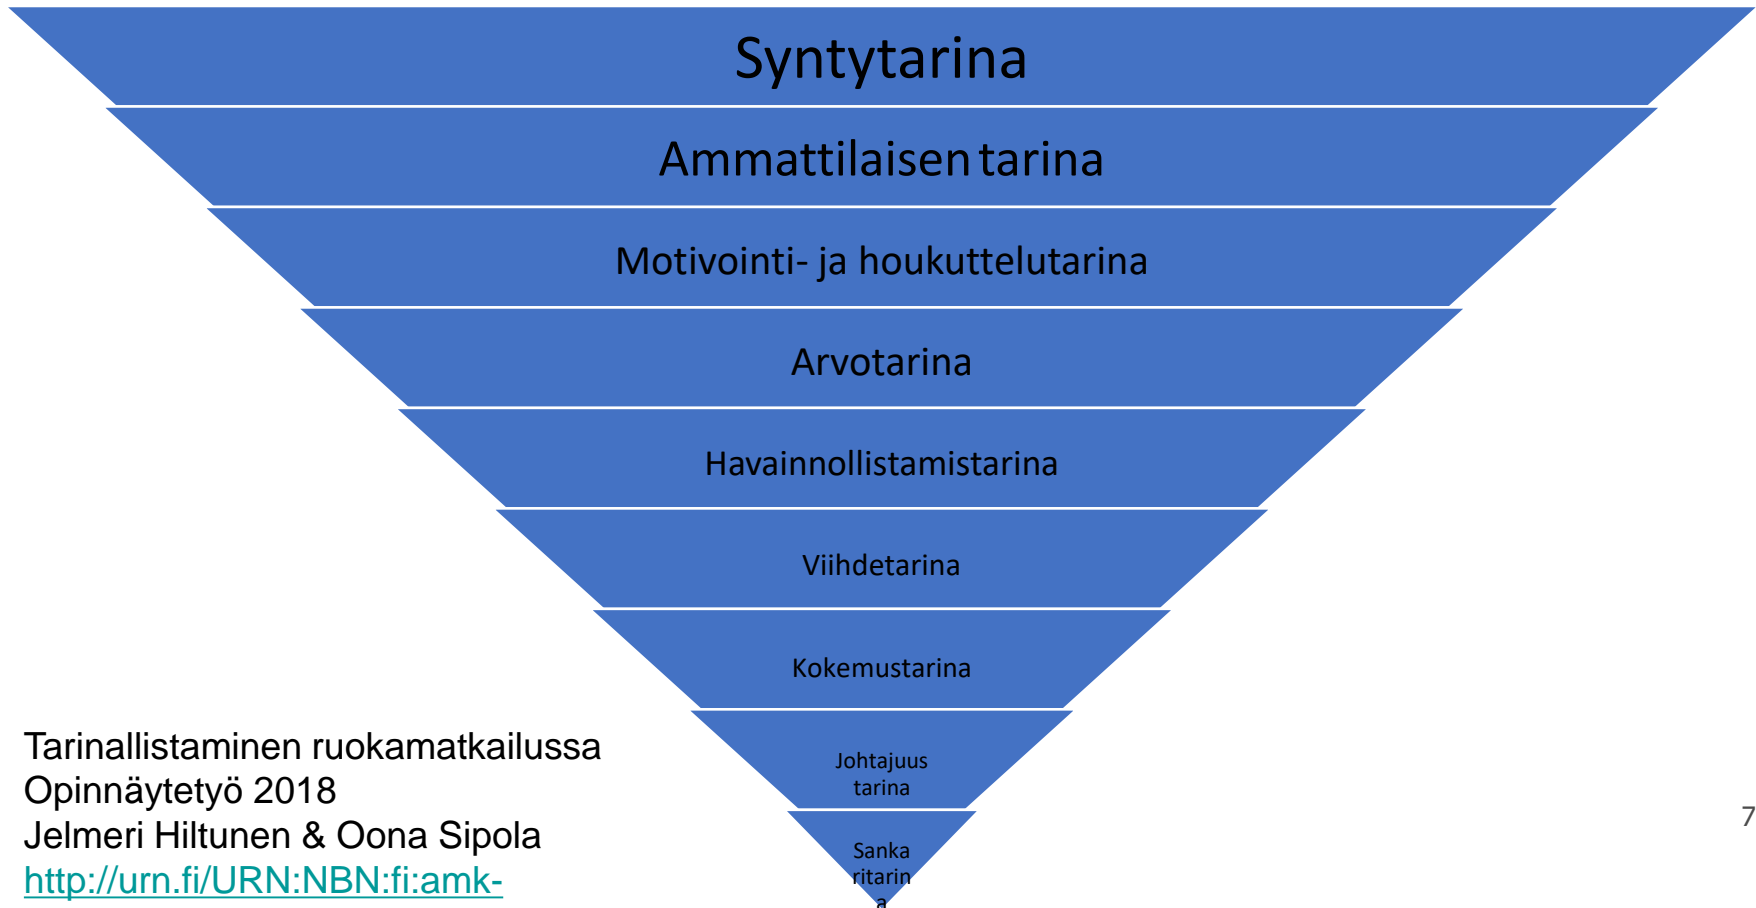 Syntytarina
Ammattilaisen tarina
Motivointi- ja houkuttelutarina
Arvotarina
Havainnollistamistarina
Viihdetarina
Kokemustarina
Johtajuus
tarina
Sanka
ritarin
a
Tarinallistaminen ruokamatkailussa
Opinnäytetyö 2018
Jelmeri Hiltunen & Oona Sipola
http://urn.fi/URN:NBN:fi:amk-
7